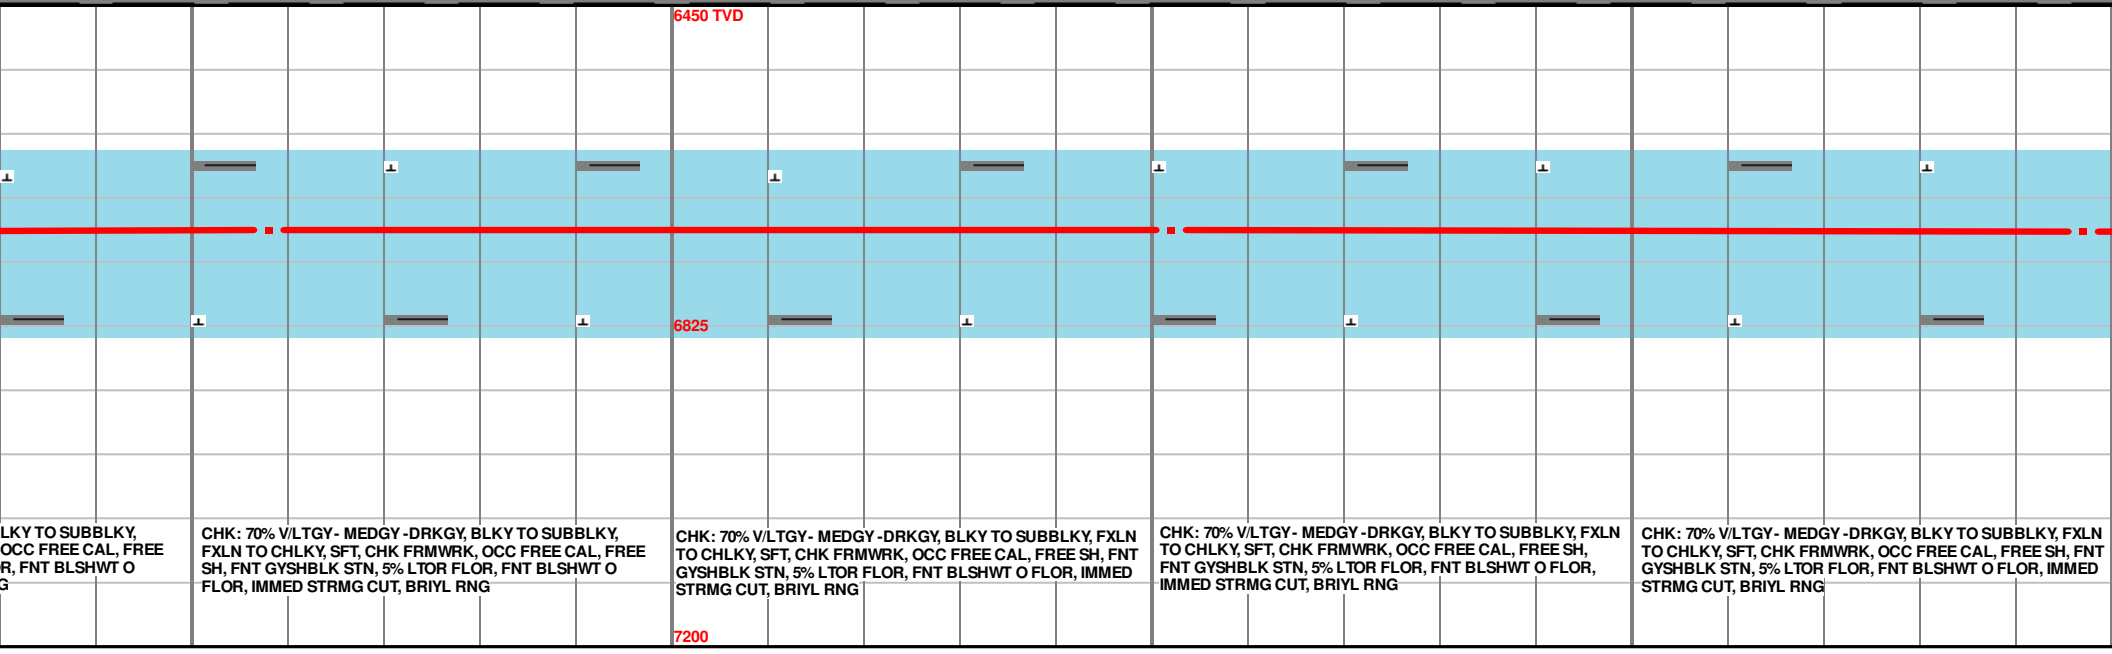 6450 TVD
6825
LKY TO SUBBLKY,
OCC FREE CAL, FREE
R, FNT BLSHWT O
G
CHK: 70% V/LTGY- MEDGY -DRKGY, BLKY TO SUBBLKY,
FXLN TO CHLKY, SFT, CHK FRMWRK, OCC FREE CAL, FREE
SH, FNT GYSHBLK STN, 5% LTOR FLOR, FNT BLSHWT O
FLOR, IMMED STRMG CUT, BRIYL RNG
CHK: 70% V/LTGY- MEDGY -DRKGY, BLKY TO SUBBLKY, FXLN
TO CHLKY, SFT, CHK FRMWRK, OCC FREE CAL, FREE SH, FNT
GYSHBLK STN, 5% LTOR FLOR, FNT BLSHWT O FLOR, IMMED
STRMG CUT, BRIYL RNG
CHK: 70% V/LTGY- MEDGY -DRKGY, BLKY TO SUBBLKY, FXLN
TO CHLKY, SFT, CHK FRMWRK, OCC FREE CAL, FREE SH,
FNT GYSHBLK STN, 5% LTOR FLOR, FNT BLSHWT O FLOR,
IMMED STRMG CUT, BRIYL RNG
CHK: 70% V/LTGY- MEDGY -DRKGY, BLKY TO SUBBLKY, FXLN
TO CHLKY, SFT, CHK FRMWRK, OCC FREE CAL, FREE SH, FNT
GYSHBLK STN, 5% LTOR FLOR, FNT BLSHWT O FLOR, IMMED
STRMG CUT, BRIYL RNG
7200